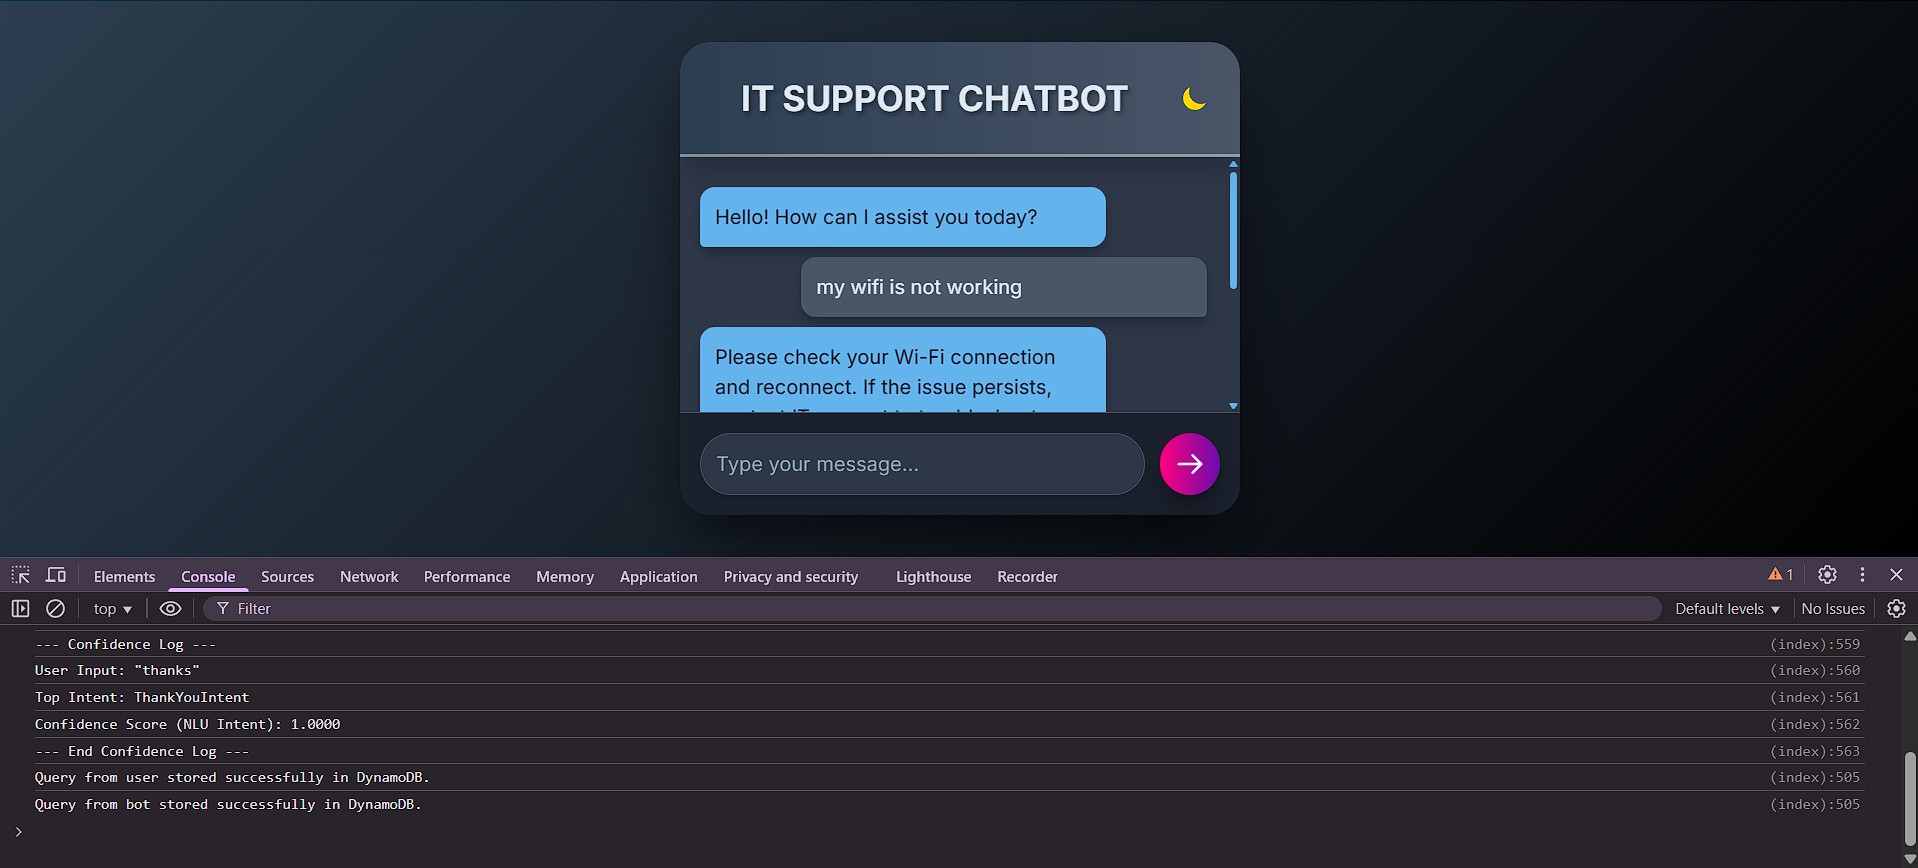 IT SUPPORT CHATBOT
Hello! How can I assist you today?
my wifi is not working
Please check your Wi-Fi connection
and reconnect. If the issue persists,
Type your message...
Elements Console Sources Network Performance Memory Application Privacy and security Lighthouse Recorder 1
top Filter Default levels No Issues
--- Confidence Log --- (index):559
User Input: "thanks" (index):560
Top Intent: ThankYouIntent (index):561
Confidence Score (NLU Intent): 1.0000 (index):562
--- End Confidence Log --- (index):563
Query from user stored successfully in DynamoDB. (index):505
Query from bot stored successfully in DynamoDB. (index):505